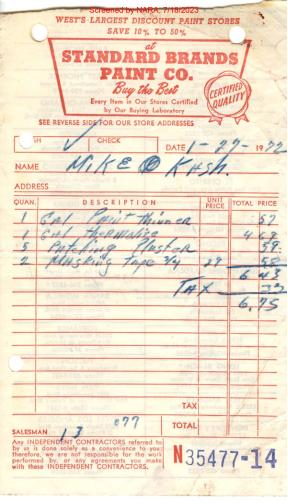 Screened by NARA, 7/18/2023
WEST'S LARGEST DISCOUNT PAINT STORES
SAVE 10% TO 50%
at
STANDARD BRANDS
PAINT CO.
Buy the Best
Every Item in Our Stores Certified
by Our Buying Laboratory
CERTIFIED QUALITY
SEE REVERSE SIDE FOR OUR STORE ADDRESSES
CHECK ✓ DATE 1-27-1972
NAME MIKE Kash
ADDRESS
QUAN. DESCRIPTION UNIT PRICE TOTAL PRICE
1 Gal Paint thinner 57
1 Gal 4 69
5 Patching Plaster 59
2 Masking tape 3/4 29 58
6 43
TAX 32
6.75
TAX
TOTAL
SALESMAN 13 077
Any INDEPENDENT CONTRACTORS referred to
by us is done solely as a convenience to you;
therefore, we are not responsible for the work
performed by, or any agreements you make
with these INDEPENDENT CONTRACTORS.
N35477-14